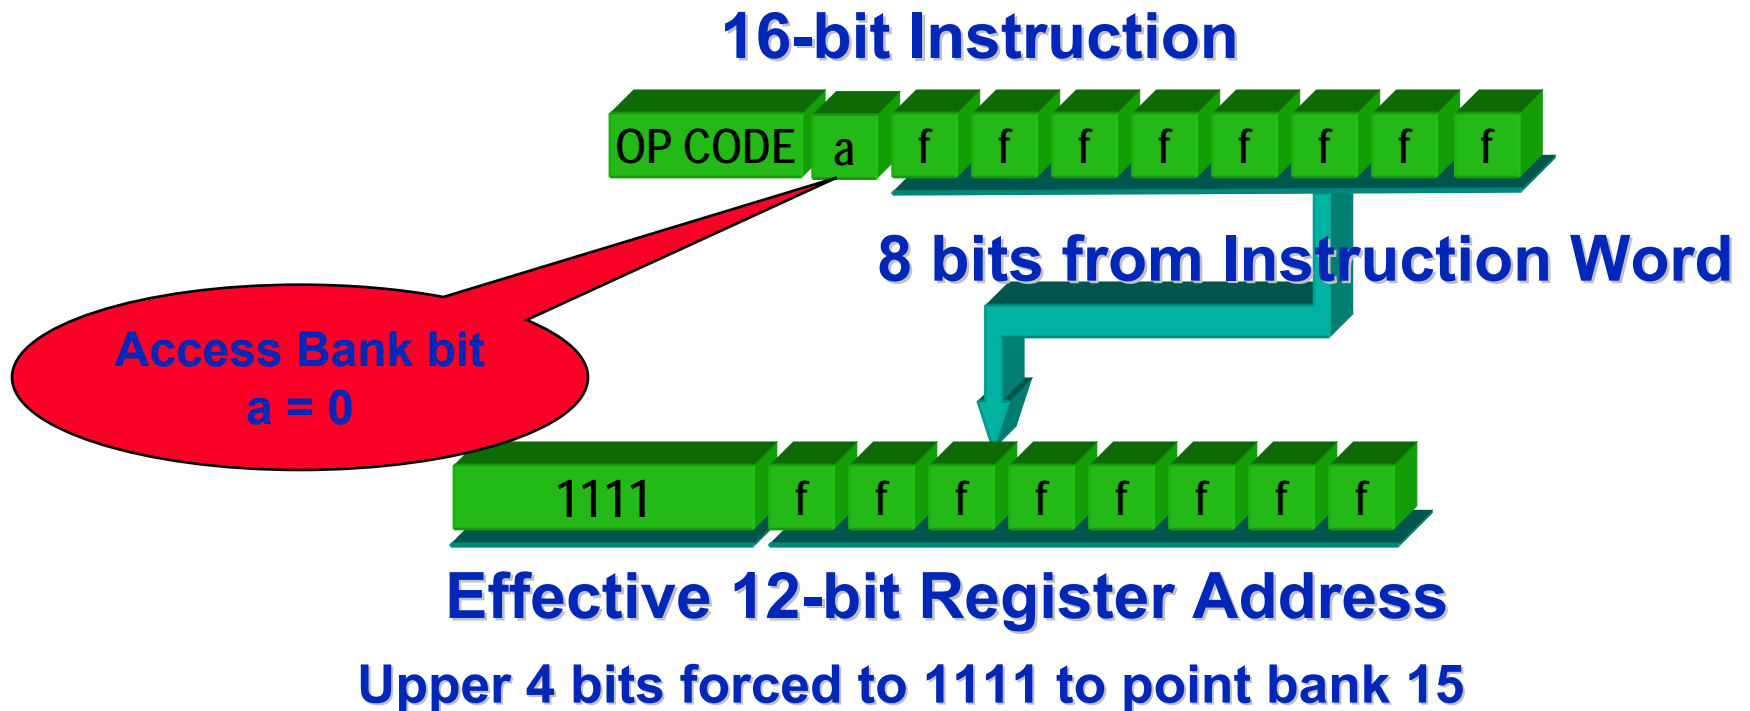 16-bit Instruction
OP CODE a f f f f f f f f
8 bits from Instruction Word
Access Bank bit
a = 0
1111 f f f f f f f f
Effective 12-bit Register Address
Upper 4 bits forced to 1111 to point bank 15